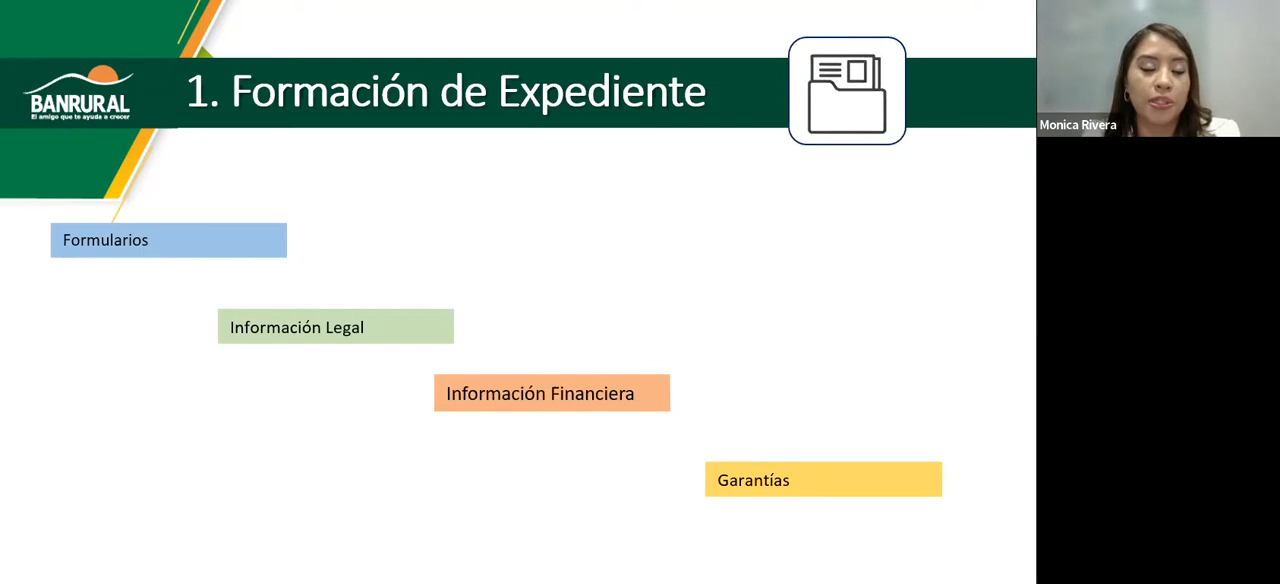 BANRURAL
El amigo que te ayuda a crecer
1. Formación de Expediente
Monica Rivera
Formularios
Información Legal
Información Financiera
Garantías